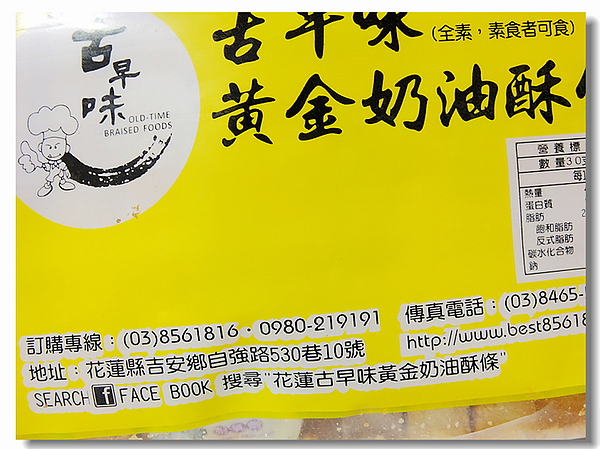 古早味
OLD-TIME
BRAISED FOODS
古早味(全素，素食者可食)
黃金奶油酥
營養標
數量30
每
熱量
蛋白質
脂肪
飽和脂肪
反式脂肪
碳水化合物
鈉
訂購專線：(03)8561816・0980-219191
傳真電話：(03)8465-
地址：花蓮縣吉安鄉自強路530巷10號
http://www.best85618
SEARCH f FACE BOOK 搜尋"花蓮古早味黃金奶油酥條"